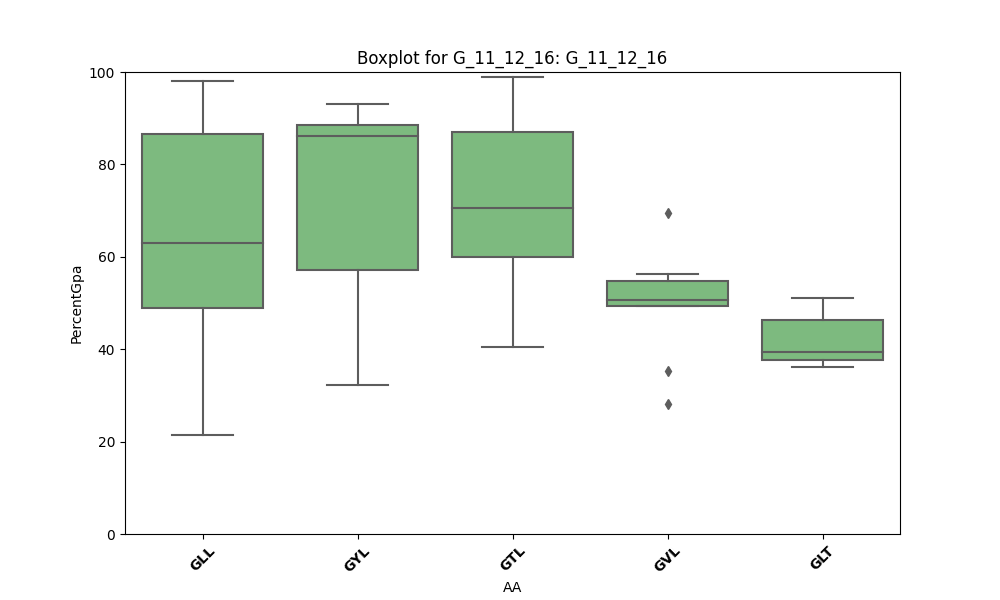 Boxplot for G_11_12_16: G_11_12_16
100
80
60
40
20
0
PercentGpa
GLL
GYL
GTL
GVL
GLT
AA